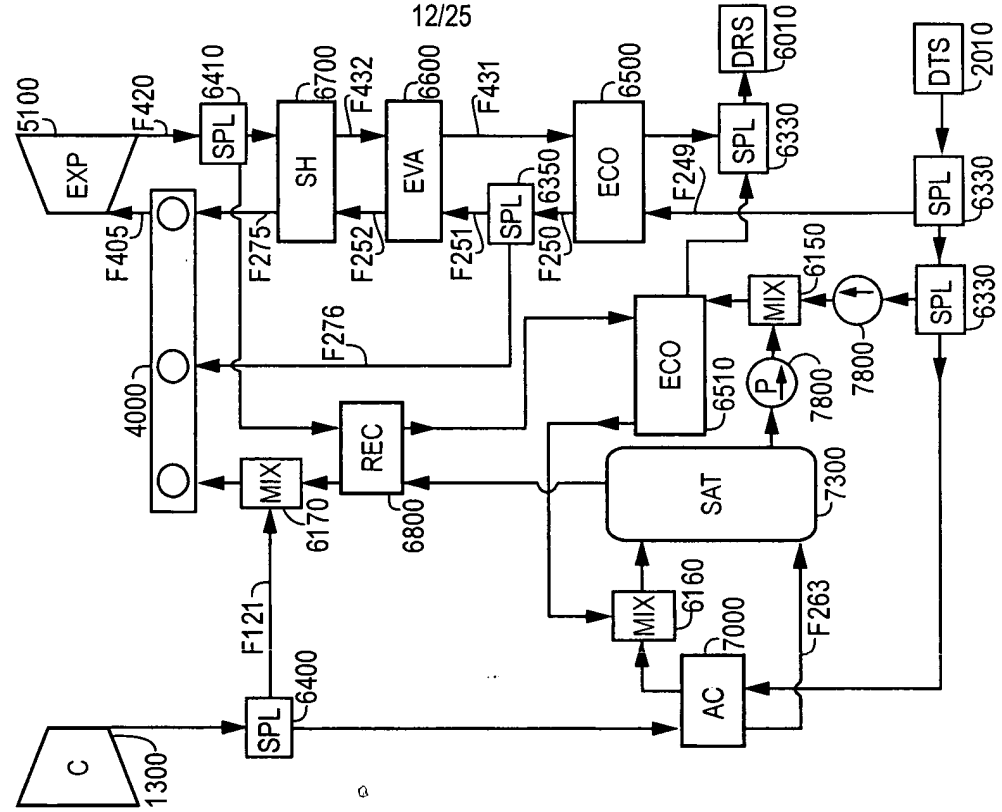 12/25
5100
EXP
F420
6410
SPL
6700
SH
F432
6600
EVA
F431
6500
ECO
DRS
6010
SPL
6330
F405
F275
F252
F251
SPL
6350
F250
F249
DTS
2010
SPL
6330
4000
F276
REC
6800
MIX
6170
ECO
6510
MIX
6150
P
7800
7800
SPL
6330
SAT
7300
F121
SPL
6400
MIX
6160
AC
7000
F263
C
1300